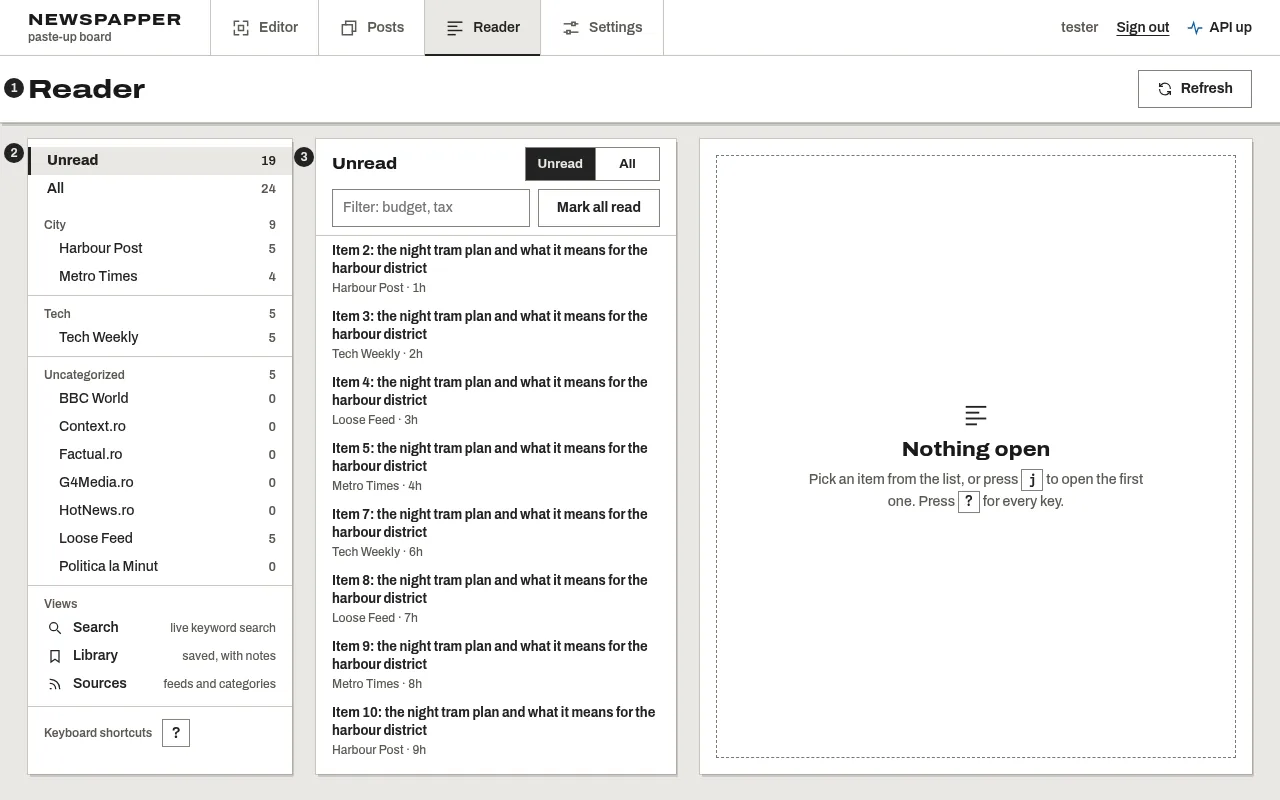 NEWSPAPPER
paste-up board
Editor
Posts
Reader
Settings
tester
Sign out
API up
1
Reader
Refresh
2
Unread 19
All 24
City 9
Harbour Post 5
Metro Times 4
Tech 5
Tech Weekly 5
Uncategorized 5
BBC World 0
Context.ro 0
Factual.ro 0
G4Media.ro 0
HotNews.ro 0
Loose Feed 5
Politica la Minut 0
Views
Search live keyword search
Library saved, with notes
Sources feeds and categories
Keyboard shortcuts ?
3
Unread
Unread
All
Filter: budget, tax
Mark all read
Item 2: the night tram plan and what it means for the
harbour district
Harbour Post · 1h
Item 3: the night tram plan and what it means for the
harbour district
Tech Weekly · 2h
Item 4: the night tram plan and what it means for the
harbour district
Loose Feed · 3h
Item 5: the night tram plan and what it means for the
harbour district
Metro Times · 4h
Item 7: the night tram plan and what it means for the
harbour district
Tech Weekly · 6h
Item 8: the night tram plan and what it means for the
harbour district
Loose Feed · 7h
Item 9: the night tram plan and what it means for the
harbour district
Metro Times · 8h
Item 10: the night tram plan and what it means for the
harbour district
Harbour Post · 9h
Nothing open
Pick an item from the list, or press j to open the first
one. Press ? for every key.